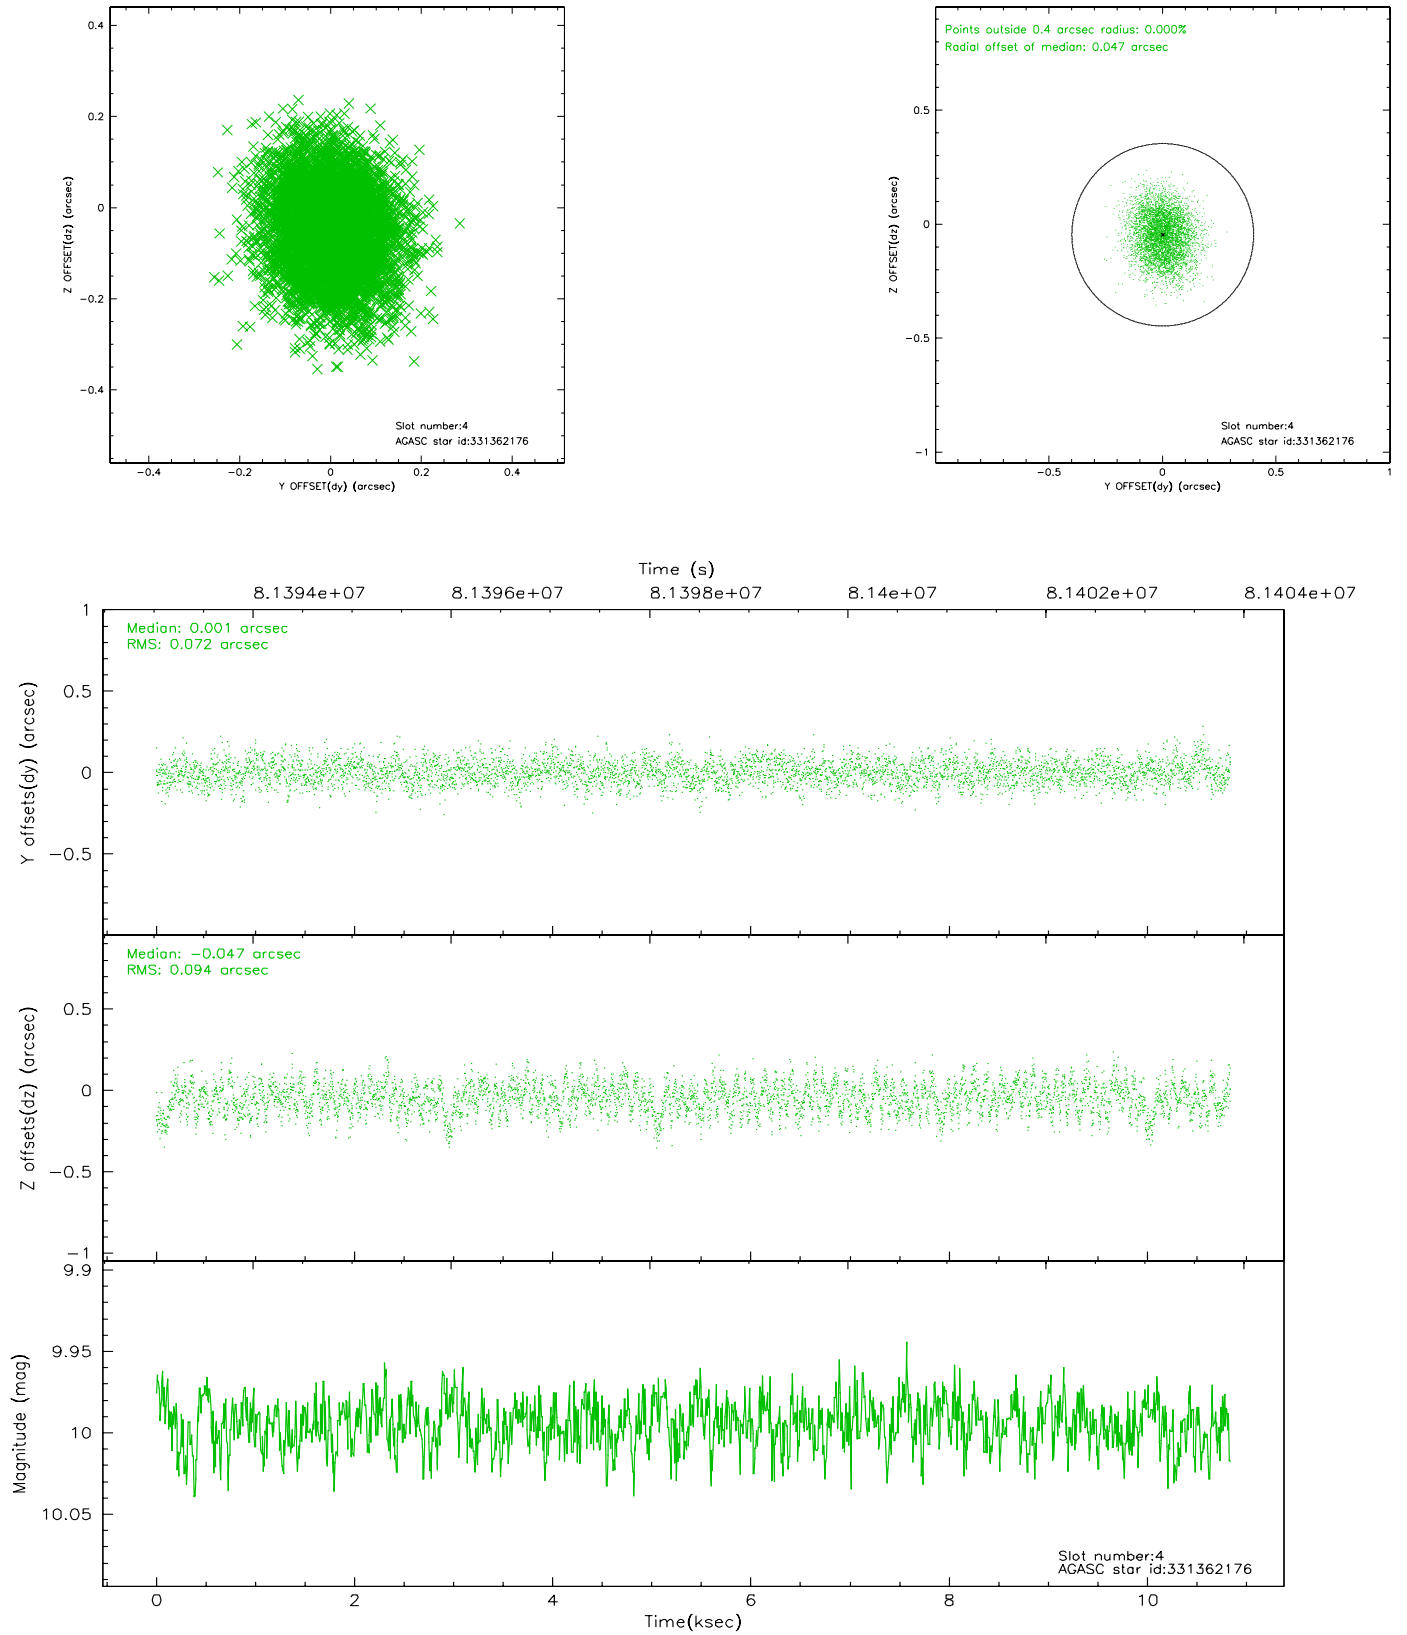 0.4
0.2
0
−0.2
−0.4
Z OFFSET(dz) (arcsec)
−0.4 −0.2 0 0.2 0.4
Y OFFSET(dy) (arcsec)
Slot number:4
AGASC star id:331362176
Points outside 0.4 arcsec radius: 0.000%
Radial offset of median: 0.047 arcsec
0.5
0
−0.5
−1
Z OFFSET(dz) (arcsec)
−0.5 0 0.5 1
Y OFFSET(dy) (arcsec)
Slot number:4
AGASC star id:331362176
Time (s)
8.1394e+07 8.1396e+07 8.1398e+07 8.14e+07 8.1402e+07 8.1404e+07
Median: 0.001 arcsec
RMS: 0.072 arcsec
1
0.5
0
−0.5
Y offsets(dy) (arcsec)
Median: −0.047 arcsec
RMS: 0.094 arcsec
0.5
0
−0.5
−1
Z offsets(dz) (arcsec)
9.9
9.95
10
10.05
Magnitude (mag)
Slot number:4
AGASC star id:331362176
0 2 4 6 8 10
Time(ksec)